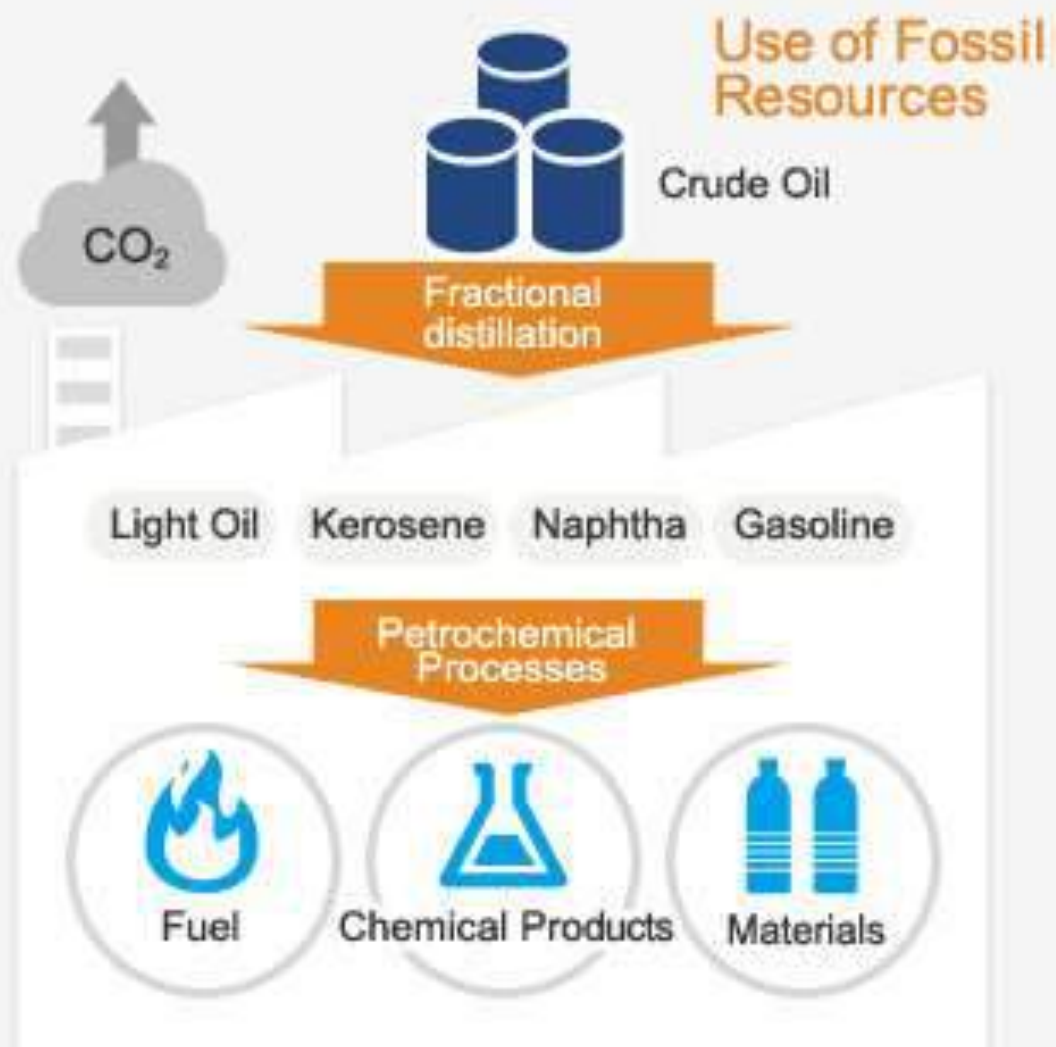 Use of Fossil
Resources
Crude Oil
CO₂
Fractional
distillation
Light Oil Kerosene Naphtha Gasoline
Petrochemical
Processes
Fuel Chemical Products Materials